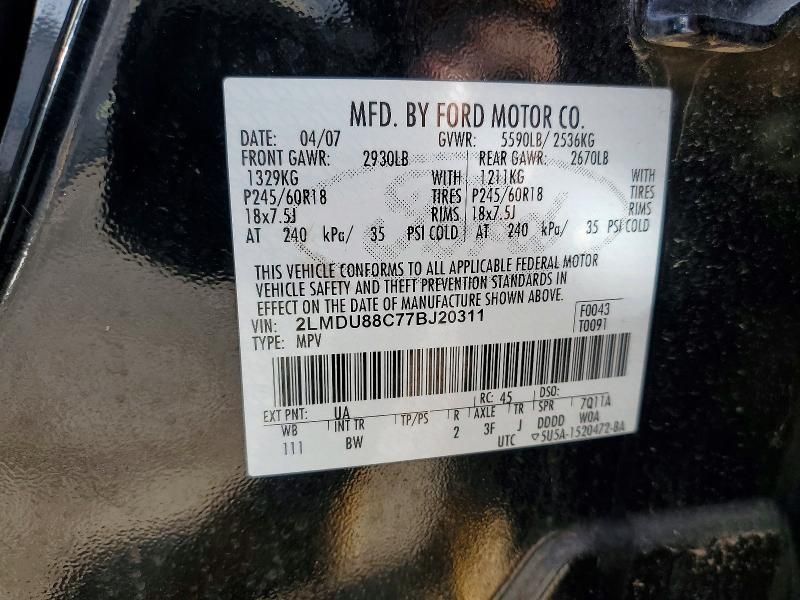 MFD. BY FORD MOTOR CO.
DATE: 04/07 GVWR: 5590LB/ 2536KG
FRONT GAWR: 2930LB REAR GAWR: 2670LB
1329KG WITH 1211KG WITH
P245/60R18 TIRES P245/60R18 TIRES
18x7.5J RIMS 18x7.5J RIMS
AT 240 kPa/ 35 PSI COLD AT 240 kPa/ 35 PSI COLD
THIS VEHICLE CONFORMS TO ALL APPLICABLE FEDERAL MOTOR
VEHICLE SAFETY AND THEFT PREVENTION STANDARDS IN
EFFECT ON THE DATE OF MANUFACTURE SHOWN ABOVE.
VIN: 2LMDU88C77BJ20311 F0043
TYPE: MPV T0091
EXT PNT: UA RC: 45 DSO:
WB INT TR TP/PS R AXLE TR SPR 7Q1TA
111 BW 2 3F J DDDD W0A
UTC ▽5U5A-1520472-BA
Ford